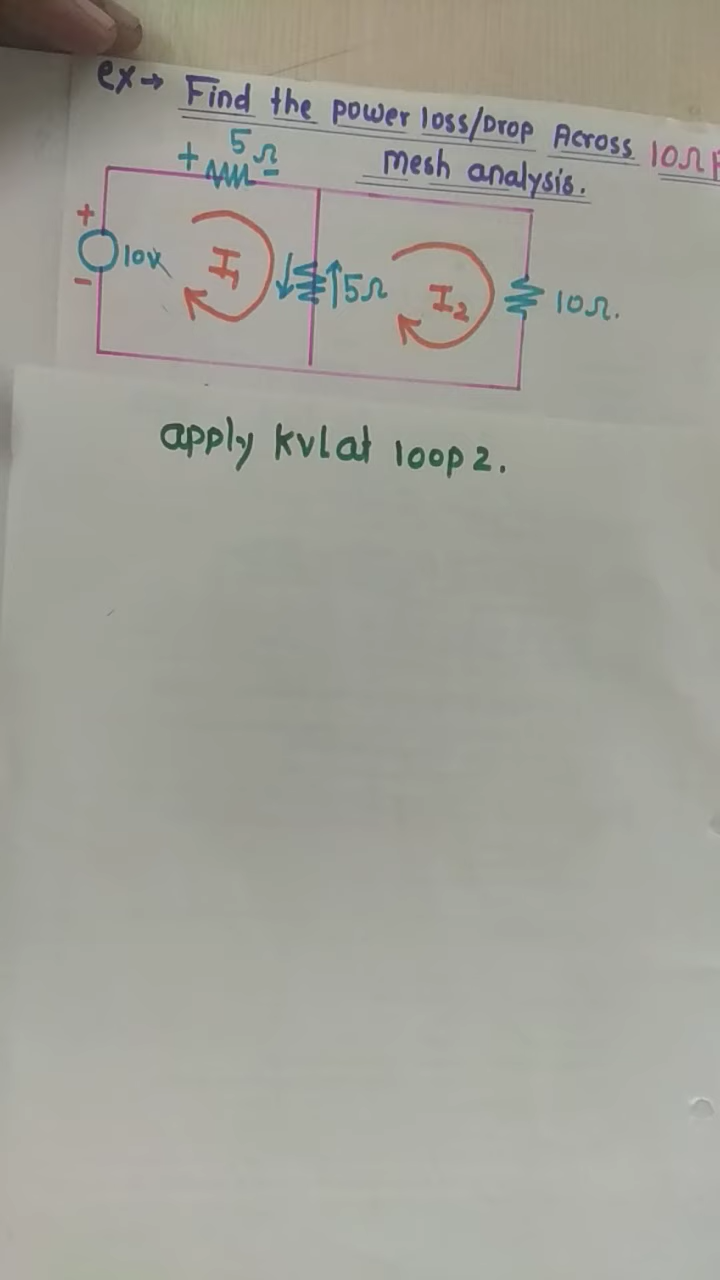 ex→ Find the power loss/Drop Across 10Ω
mesh analysis.
+ 5Ω -
+
10V
-
I₁
↓ ↑5Ω
I₂
10Ω.
apply kvl at loop 2.